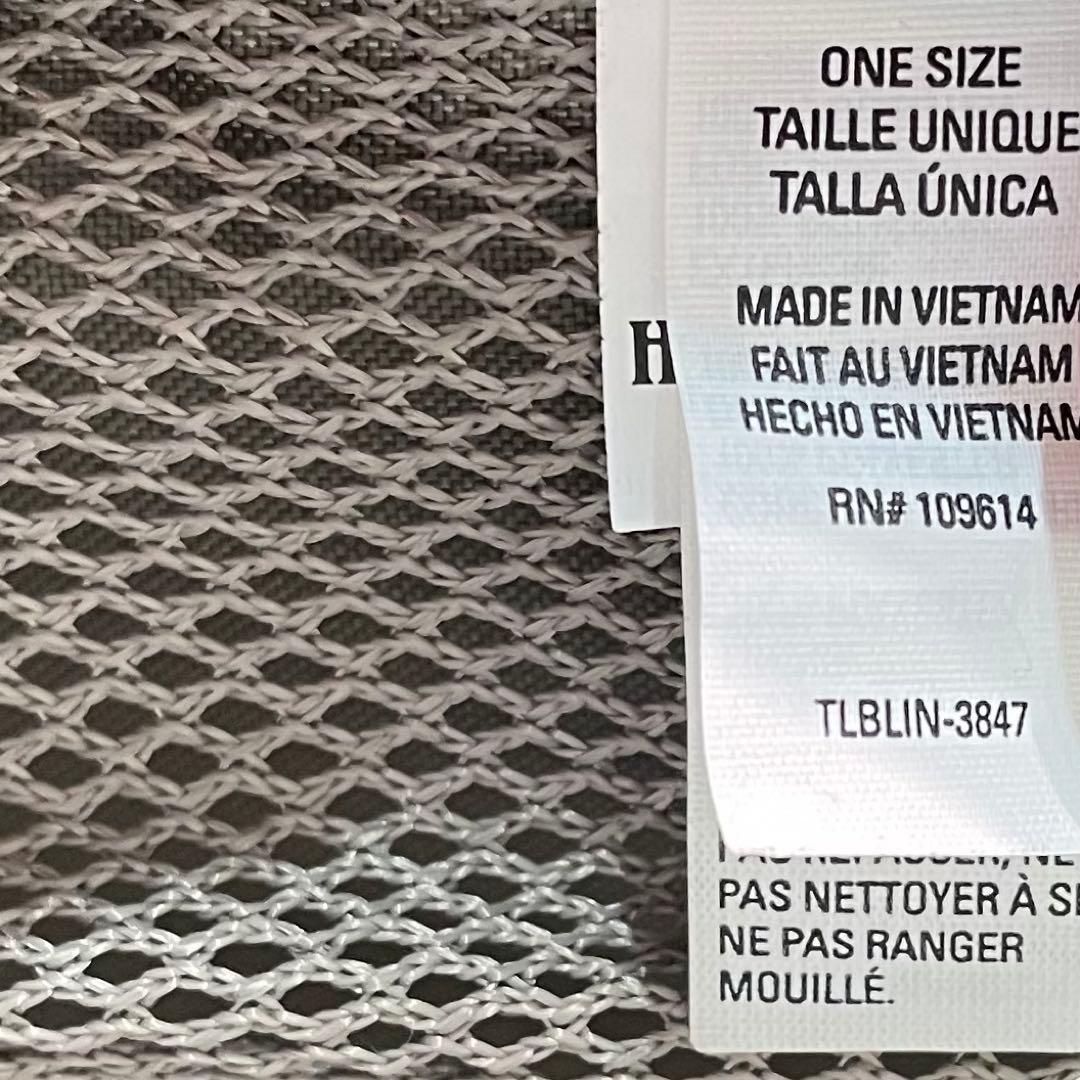 ONE SIZE
TAILLE UNIQUE
TALLA ÚNICA
MADE IN VIETNAM
FAIT AU VIETNAM
HECHO EN VIETNAM
H
RN# 109614
TLBLIN-3847
PAS NETTOYER À
NE PAS RANGER
MOUILLÉ.